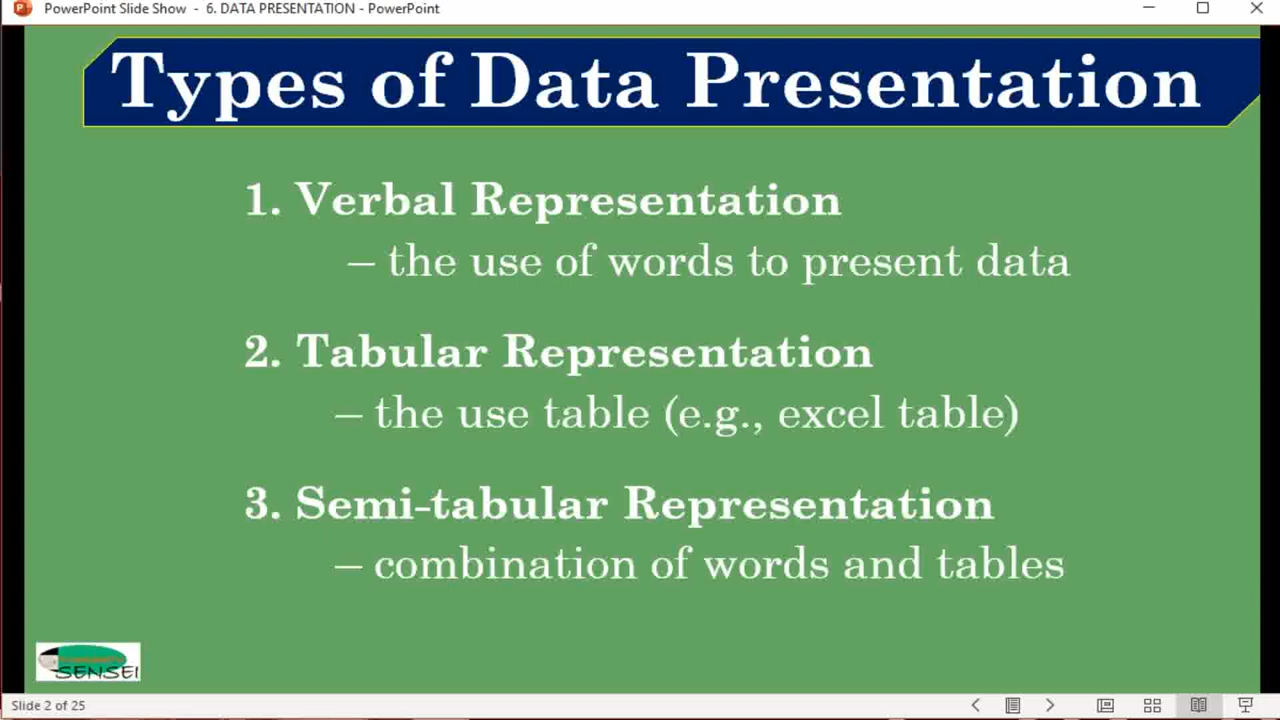 PowerPoint Slide Show - 6. DATA PRESENTATION - PowerPoint
Types of Data Presentation
1. Verbal Representation
– the use of words to present data
2. Tabular Representation
– the use table (e.g., excel table)
3. Semi-tabular Representation
– combination of words and tables
SENSEI
Slide 2 of 25